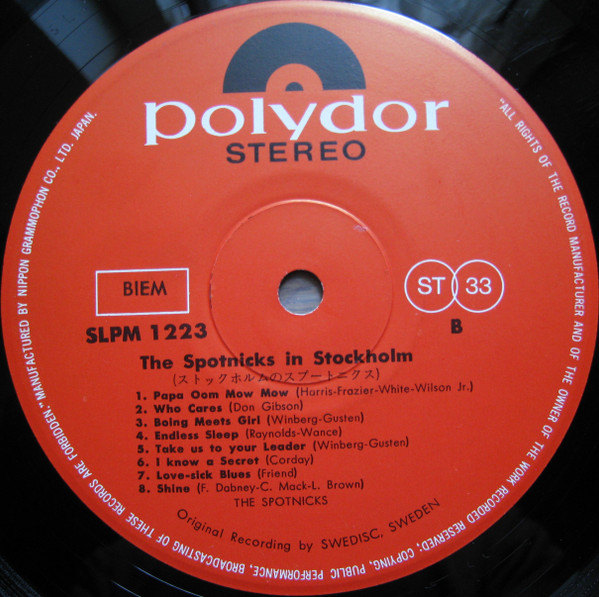 polydor
STEREO
BIEM
ST 33
SLPM 1223
B
The Spotnicks in Stockholm
(ストックホルムのスプートニクス)
1. Papa Oom Mow Mow (Harris-Frazier-White-Wilson Jr.)
2. Who Cares (Don Gibson)
3. Boing Meets Girl (Winberg-Gusten)
4. Endless Sleep (Raynolds-Wance)
5. Take us to your Leader (Winberg-Gusten)
6. I know a Secret (Corday)
7. Love-sick Blues (Friend)
8. Shine (F. Dabney-C. Mack-L. Brown)
THE SPOTNICKS
Original Recording by SWEDISC, SWEDEN
"ALL RIGHTS OF THE RECORD MANUFACTURER AND OF THE OWNER OF THE WORK RECORDED RESERVED, COPYING, PUBLIC PERFORMANCE, BROADCASTING OF THESE RECORDS ARE FORBIDDEN." MANUFACTURED BY NIPPON GRAMMOPHON CO., LTD. JAPAN.